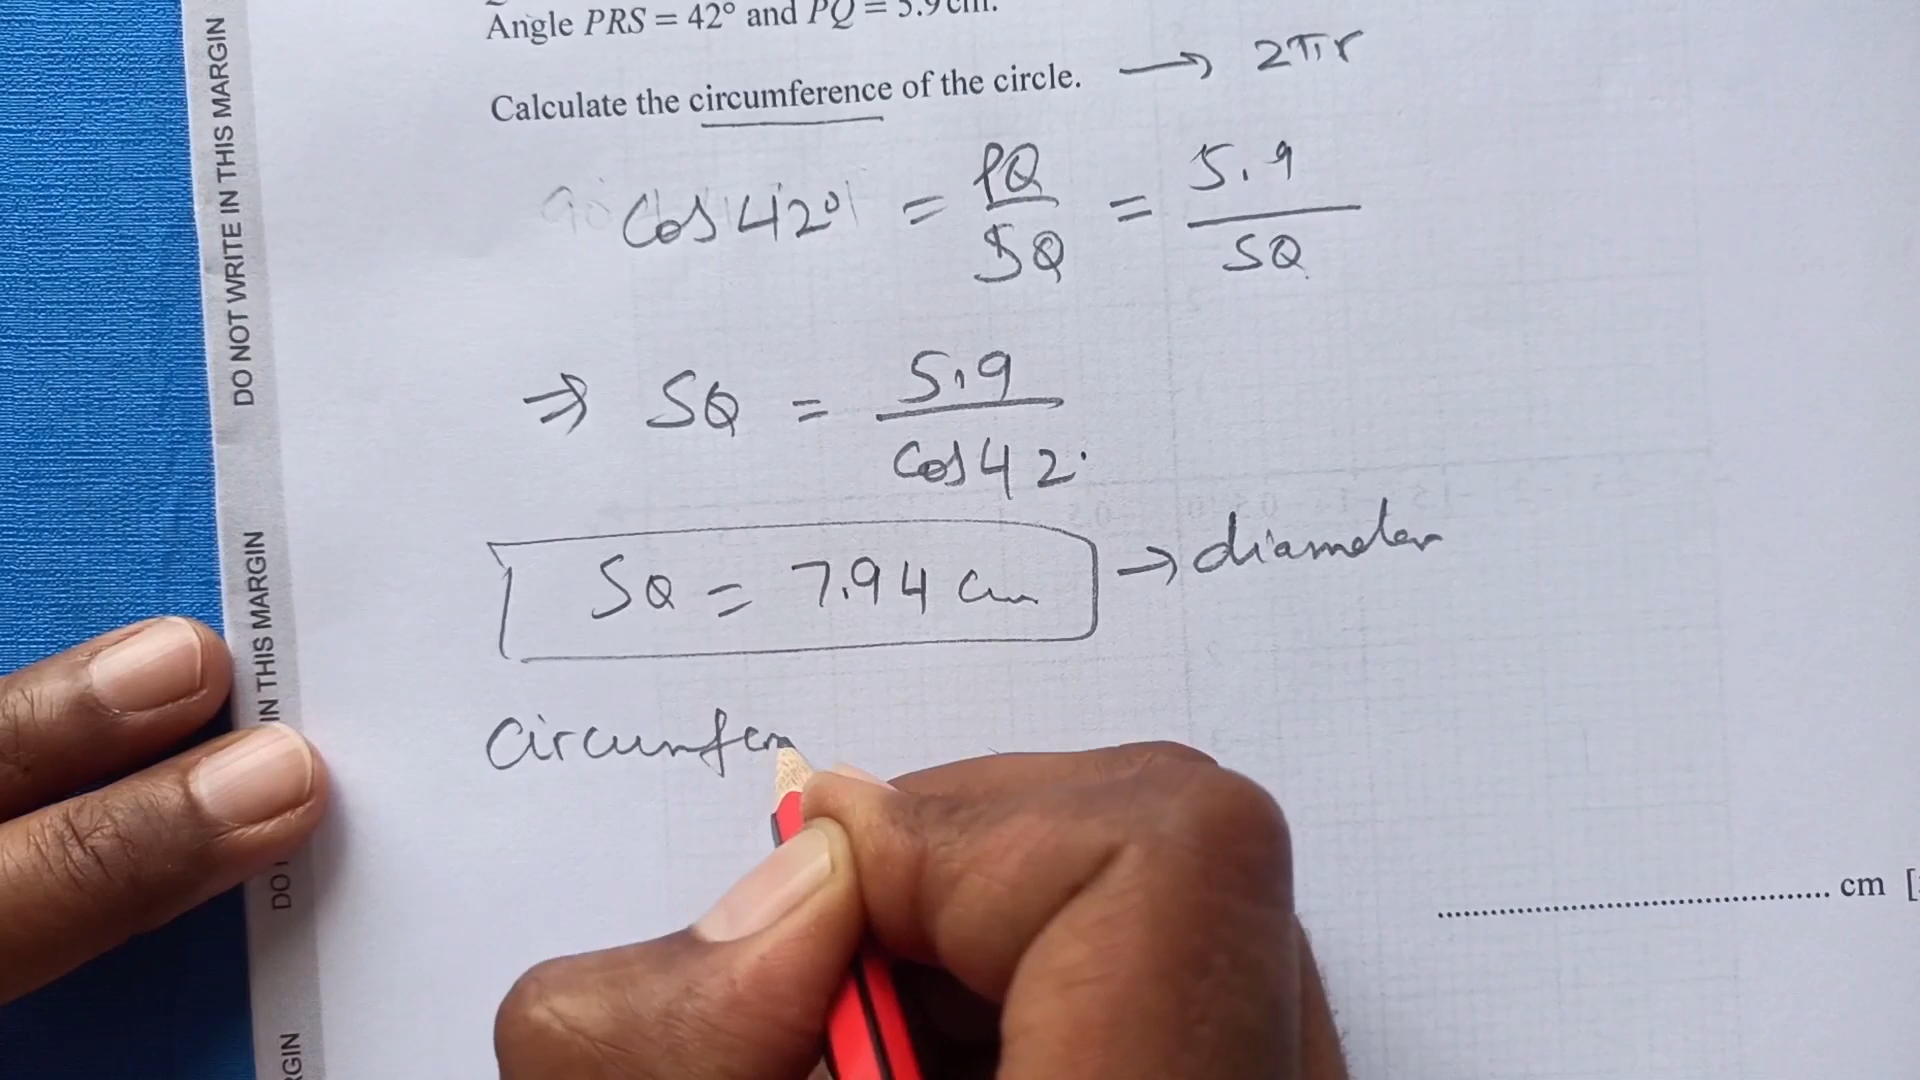 Angle PRS = 42° and PQ = 5.9 cm.
Calculate the circumference of the circle. → 2πr
cos 42° = PQ/SQ = 5.9/SQ
⇒ SQ = 5.9/cos 42°
SQ = 7.94 cm → diameter
Circumfer
cm [
DO NOT WRITE IN THIS MARGIN
IN THIS MARGIN
DO
RGIN